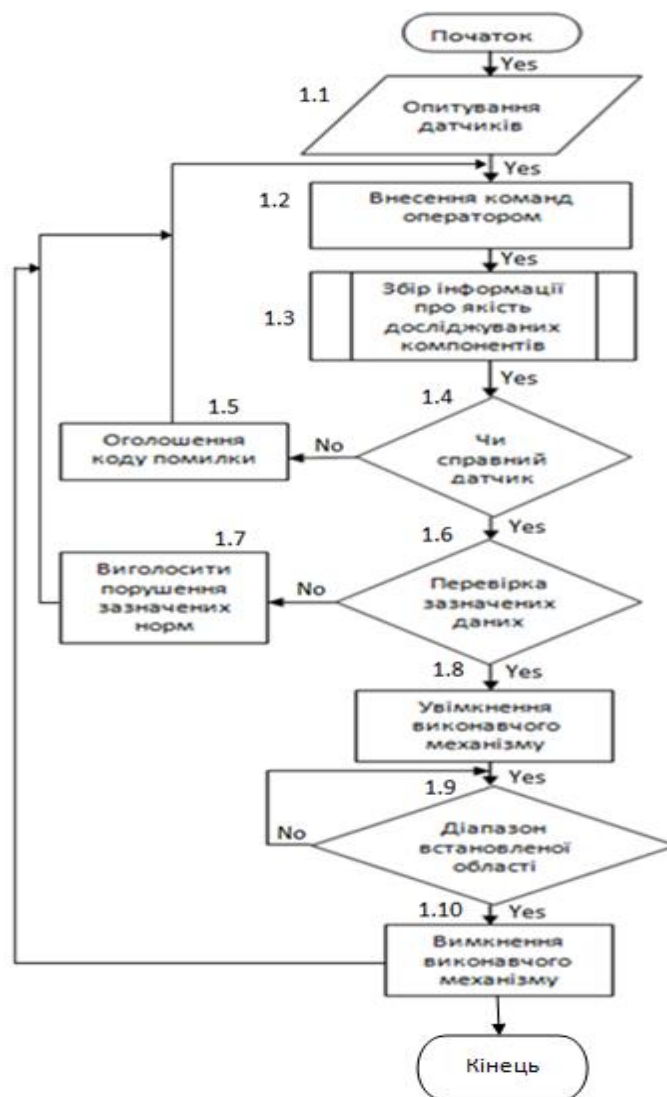 Початок
Yes
1.1
Опитування
датчиків
Yes
1.2
Внесення команд
оператором
Yes
1.3
Збір інформації
про якість
досліджуваних
компонентів
Yes
1.4
Чи
справний
датчик
No
1.5
Оголошення
коду помилки
Yes
1.6
Перевірка
зазначених
даних
No
1.7
Виголосити
порушення
зазначених
норм
Yes
1.8
Увімкнення
виконавчого
механізму
Yes
1.9
Діапазон
встановленої
області
No
Yes
1.10
Вимкнення
виконавчого
механізму
Кінець